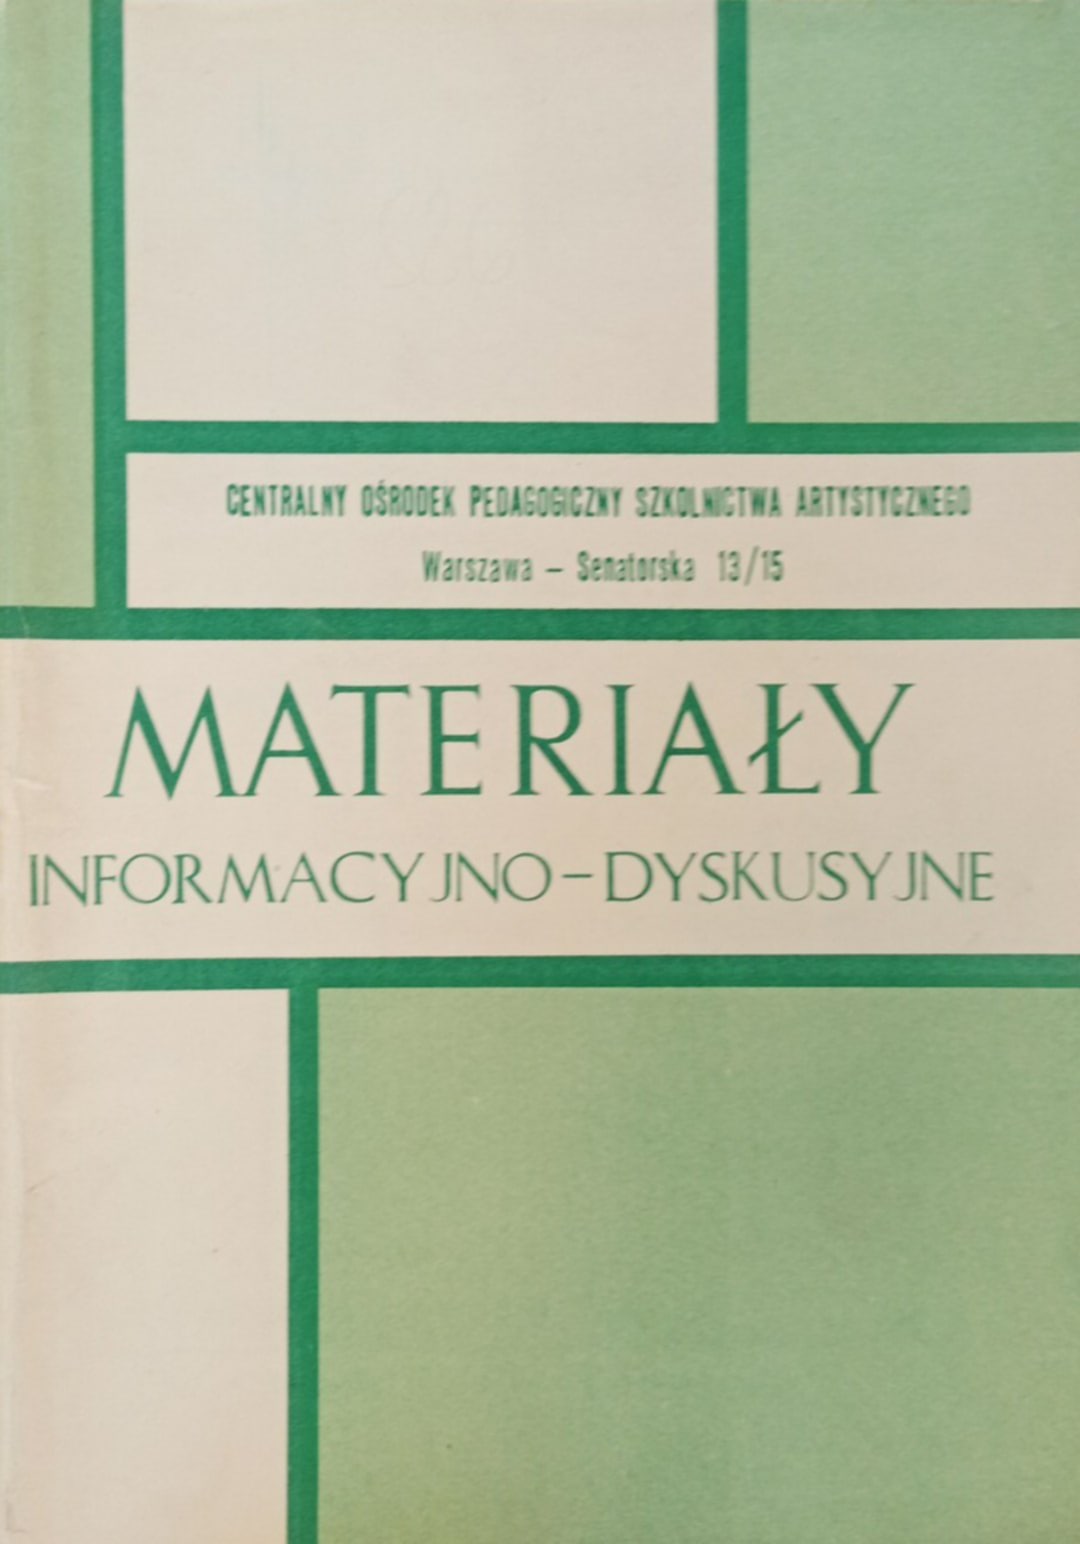 CENTRALNY OŚRODEK PEDAGOGICZNY SZKOLNICTWA ARTYSTYCZNEGO
Warszawa – Senatorska 13/15
MATERIAŁY
INFORMACYJNO–DYSKUSYJNE